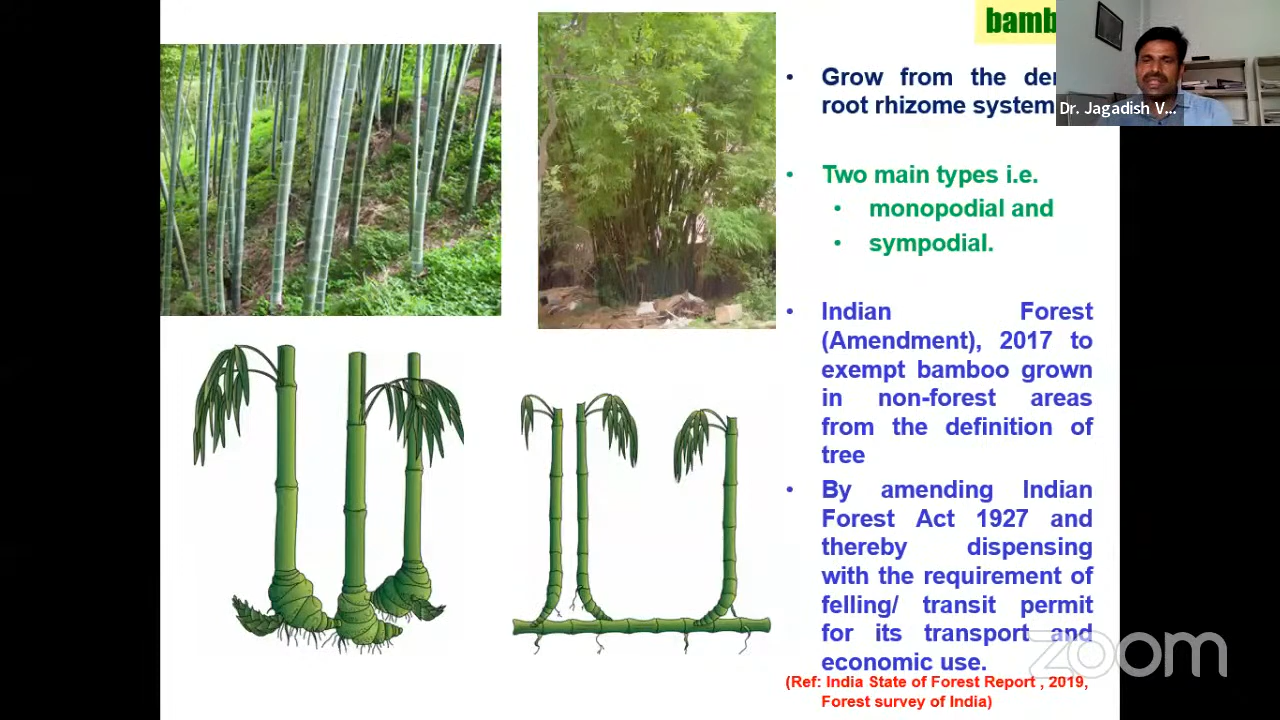 bamb
Grow from the den
root rhizome system
Dr. Jagadish V...
Two main types i.e.
monopodial and
sympodial.
Indian Forest
(Amendment), 2017 to
exempt bamboo grown
in non-forest areas
from the definition of
tree
By amending Indian
Forest Act 1927 and
thereby dispensing
with the requirement of
felling/ transit permit
for its transport and
economic use.
zoom
(Ref: India State of Forest Report , 2019,
Forest survey of India)